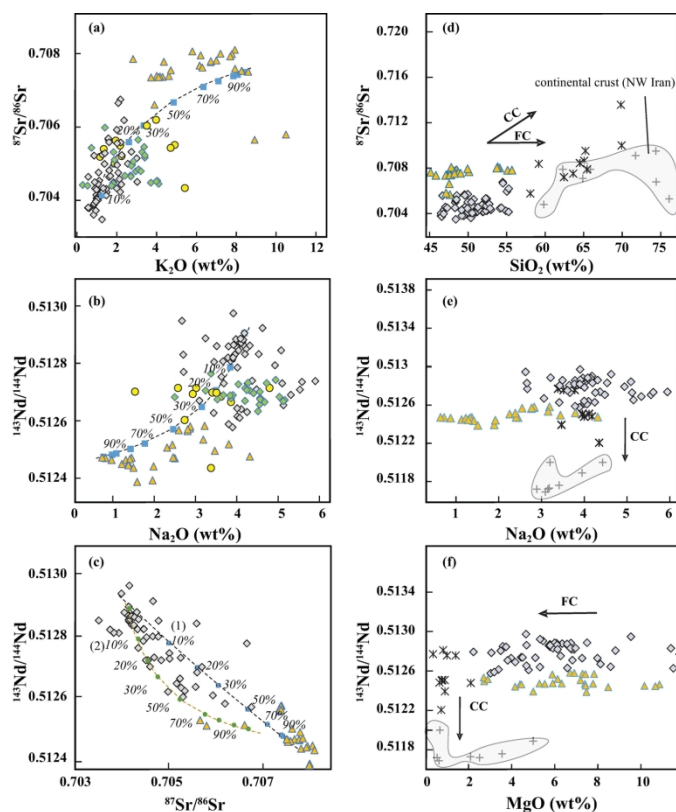 (a)
0.708
0.706
0.704
⁸⁷Sr/⁸⁶Sr
20%
50%
50%
70%
90%
10%
0 2 4 6 8 10 12
K₂O (wt%)
(d)
0.720
0.716
0.712
0.708
0.704
⁸⁷Sr/⁸⁶Sr
continental crust (NW Iran)
CC
FC
45 50 55 60 65 70 75
SiO₂ (wt%)
(b)
0.5130
0.5128
0.5126
0.5124
¹⁴³Nd/¹⁴⁴Nd
10%
20%
30%
50%
70%
90%
0 1 2 3 4 5 6
Na₂O (wt%)
(e)
0.5138
0.5134
0.513
0.5126
0.5122
0.5118
¹⁴³Nd/¹⁴⁴Nd
CC
0 1 2 3 4 5 6
Na₂O (wt%)
(c)
0.5130
0.5128
0.5126
0.5124
¹⁴³Nd/¹⁴⁴Nd
(1)
(2)
10%
10%
20%
20%
30%
30%
50%
50%
70%
70%
90%
90%
0.703 0.705 0.707
⁸⁷Sr/⁸⁶Sr
(f)
0.5134
0.5130
0.5126
0.5122
0.5118
¹⁴³Nd/¹⁴⁴Nd
FC
CC
0 2 4 6 8 10
MgO (wt%)